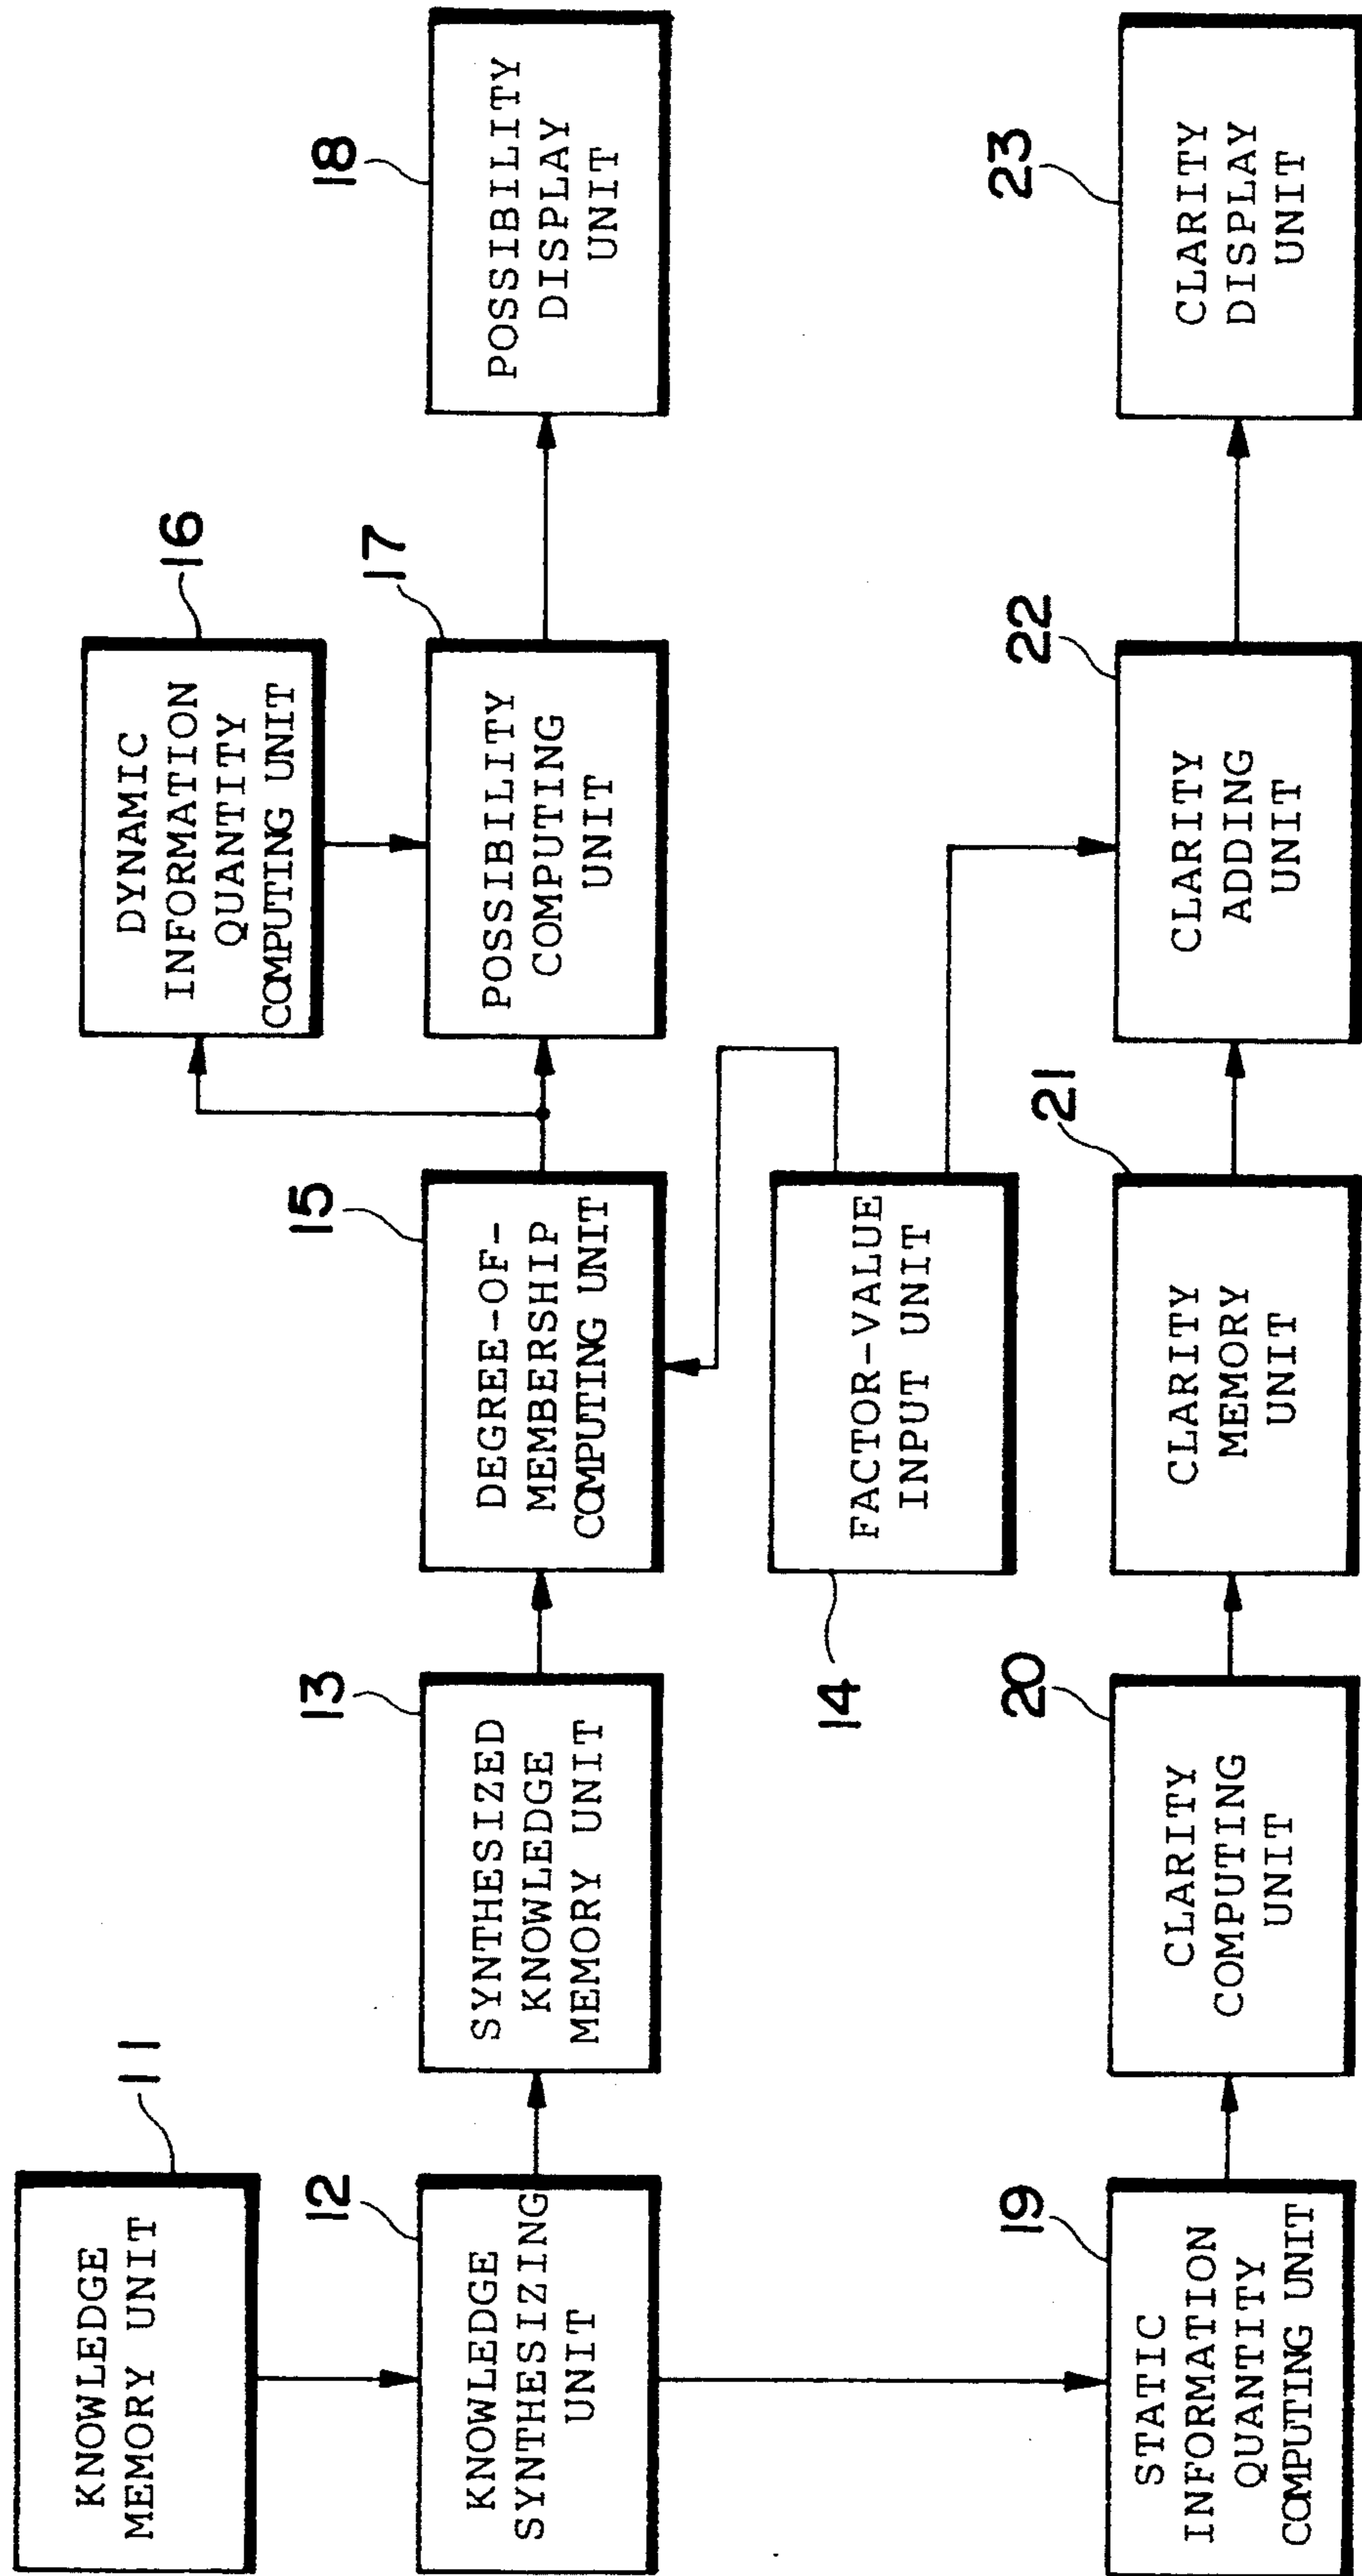 11
KNOWLEDGE
MEMORY UNIT
12
KNOWLEDGE
SYNTHESIZING
UNIT
13
SYNTHESIZED
KNOWLEDGE
MEMORY UNIT
14
FACTOR-VALUE
INPUT UNIT
15
DEGREE-OF-
MEMBERSHIP
COMPUTING UNIT
16
DYNAMIC
INFORMATION
QUANTITY
COMPUTING UNIT
17
POSSIBILITY
COMPUTING
UNIT
18
POSSIBILITY
DISPLAY
UNIT
19
STATIC
INFORMATION
QUANTITY
COMPUTING UNIT
20
CLARITY
COMPUTING
UNIT
21
CLARITY
MEMORY
UNIT
22
CLARITY
ADDING
UNIT
23
CLARITY
DISPLAY
UNIT